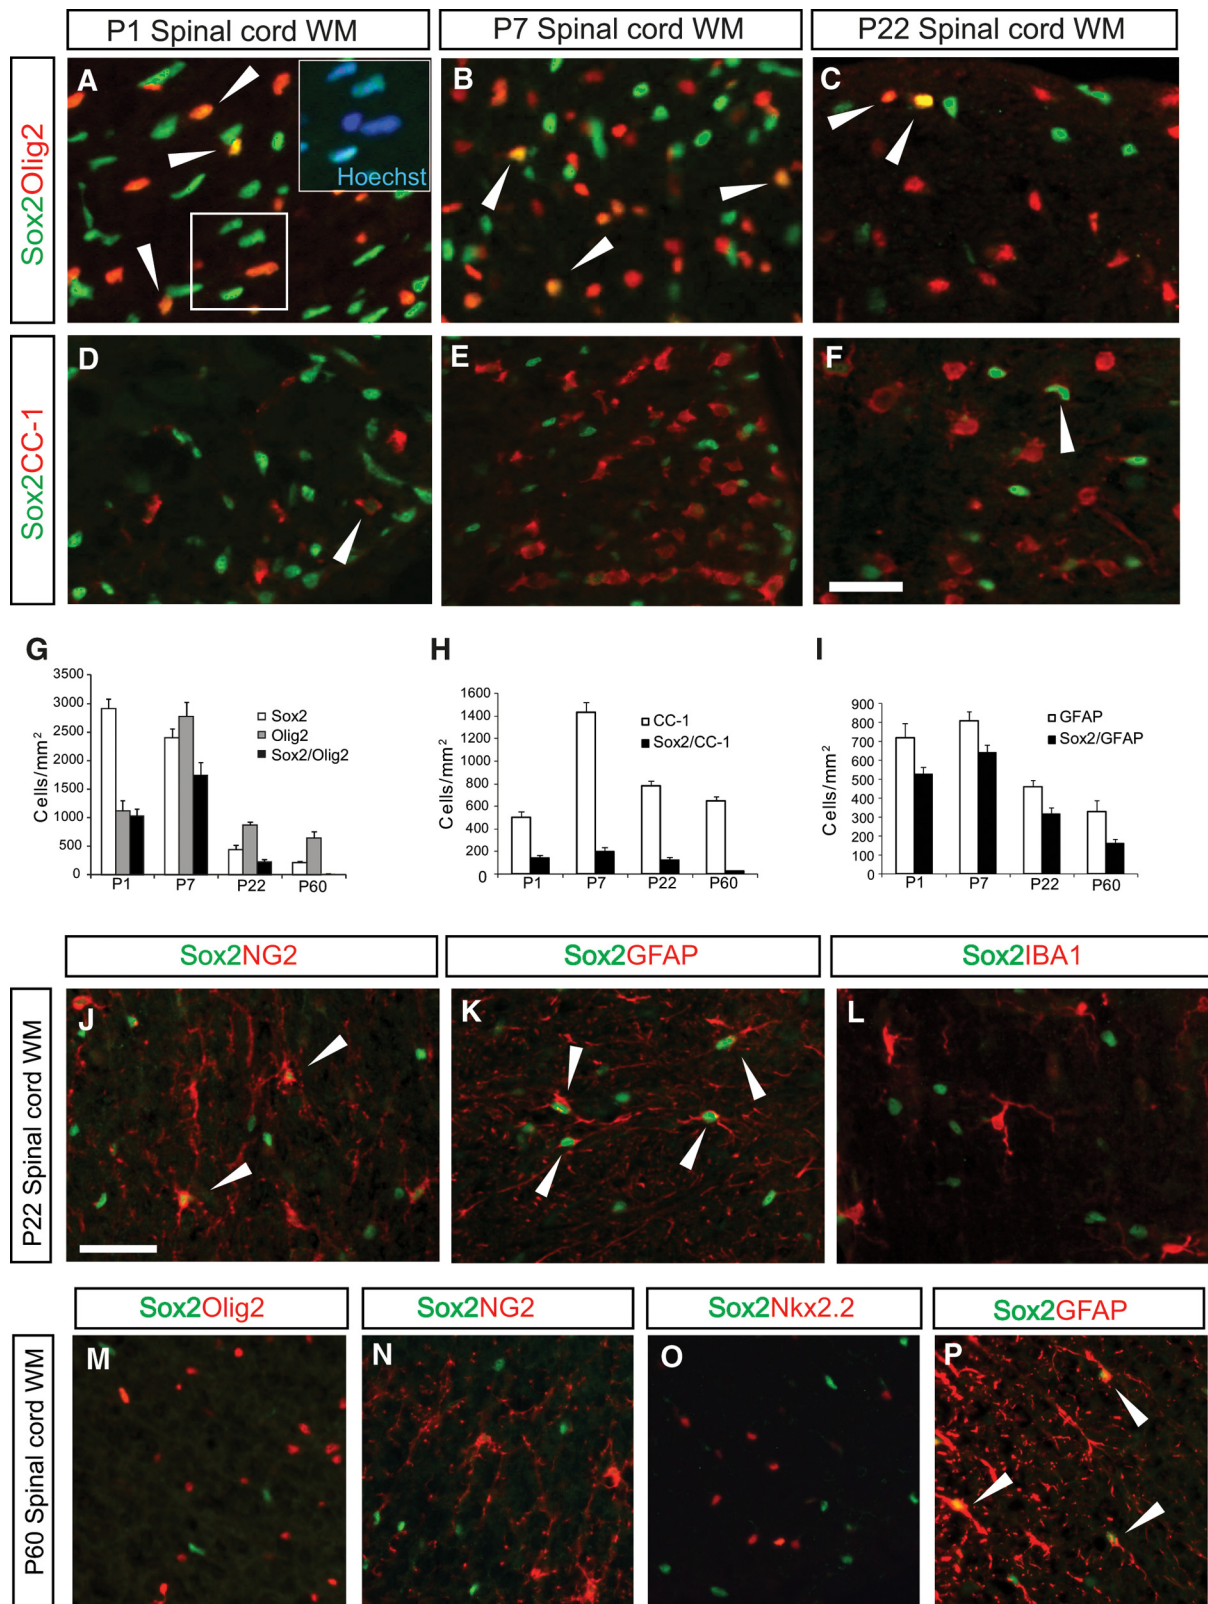 P1 Spinal cord WM
P7 Spinal cord WM
P22 Spinal cord WM
Sox2Olig2
A
Hoechst
B
C
Sox2CC-1
D
E
F
G
3500
3000
2500
2000
1500
1000
500
0
Cells/mm2
P1
P7
P22
P60
Sox2
Olig2
Sox2/Olig2
H
1600
1400
1200
1000
800
600
400
200
0
Cells/mm2
P1
P7
P22
P60
CC-1
Sox2/CC-1
I
900
800
700
600
500
400
300
200
100
0
Cells/mm2
P1
P7
P22
P60
GFAP
Sox2/GFAP
Sox2NG2
Sox2GFAP
Sox2IBA1
P22 Spinal cord WM
J
K
L
Sox2Olig2
Sox2NG2
Sox2Nkx2.2
Sox2GFAP
P60 Spinal cord WM
M
N
O
P